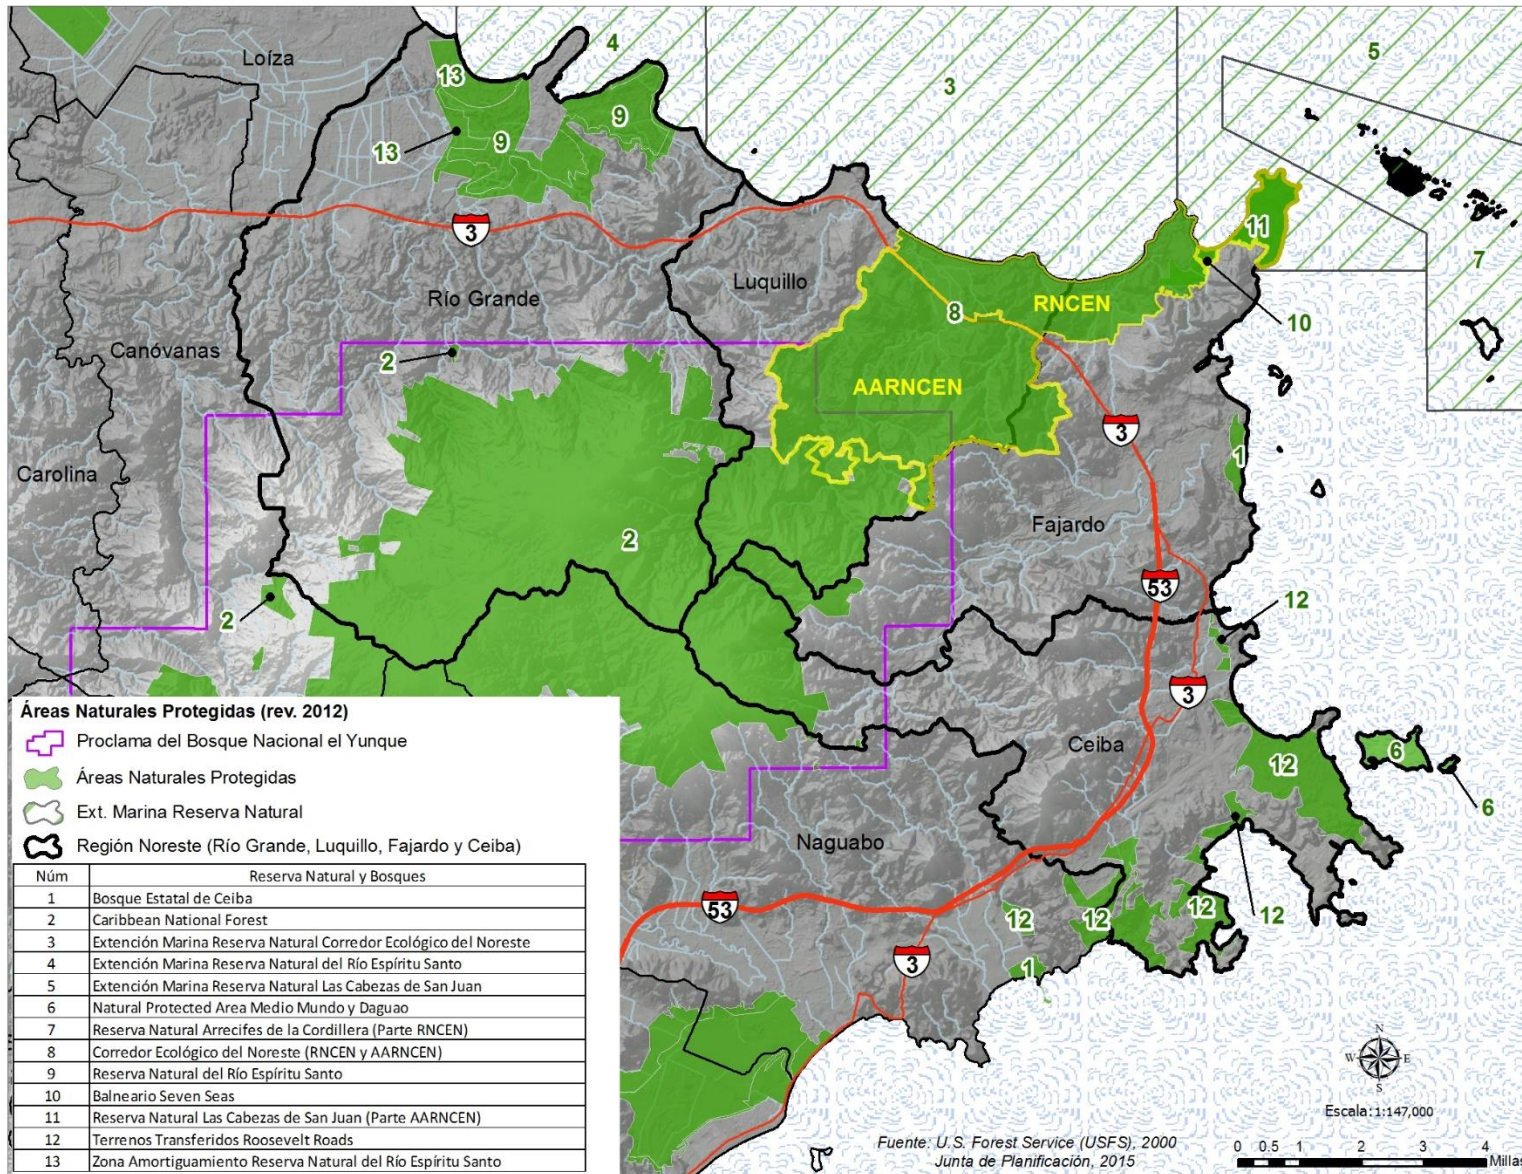 4
5
Loíza
13
3
9
9
13
11
3
7
Luquillo
Río Grande
RNCEN
8
10
Canóvanas
2
AARNCEN
3
1
Carolina
Fajardo
2
53
12
2
3
Áreas Naturales Protegidas (rev. 2012)
Proclama del Bosque Nacional el Yunque
Áreas Naturales Protegidas
Ext. Marina Reserva Natural
Región Noreste (Río Grande, Luquillo, Fajardo y Ceiba)
Núm Reserva Natural y Bosques
1 Bosque Estatal de Ceiba
2 Caribbean National Forest
3 Extención Marina Reserva Natural Corredor Ecológico del Noreste
4 Extención Marina Reserva Natural del Río Espíritu Santo
5 Extención Marina Reserva Natural Las Cabezas de San Juan
6 Natural Protected Area Medio Mundo y Daguao
7 Reserva Natural Arrecifes de la Cordillera (Parte RNCEN)
8 Corredor Ecológico del Noreste (RNCEN y AARNCEN)
9 Reserva Natural del Río Espíritu Santo
10 Balneario Seven Seas
11 Reserva Natural Las Cabezas de San Juan (Parte AARNCEN)
12 Terrenos Transferidos Roosevelt Roads
13 Zona Amortiguamiento Reserva Natural del Río Espíritu Santo
Ceiba
6
12
6
Naguabo
53
12
12
12
12
3
1
N
W E
S
Escala:1:147,000
Fuente: U.S. Forest Service (USFS), 2000
Junta de Planificación, 2015
0 0.5 1 2 3 4
Millas